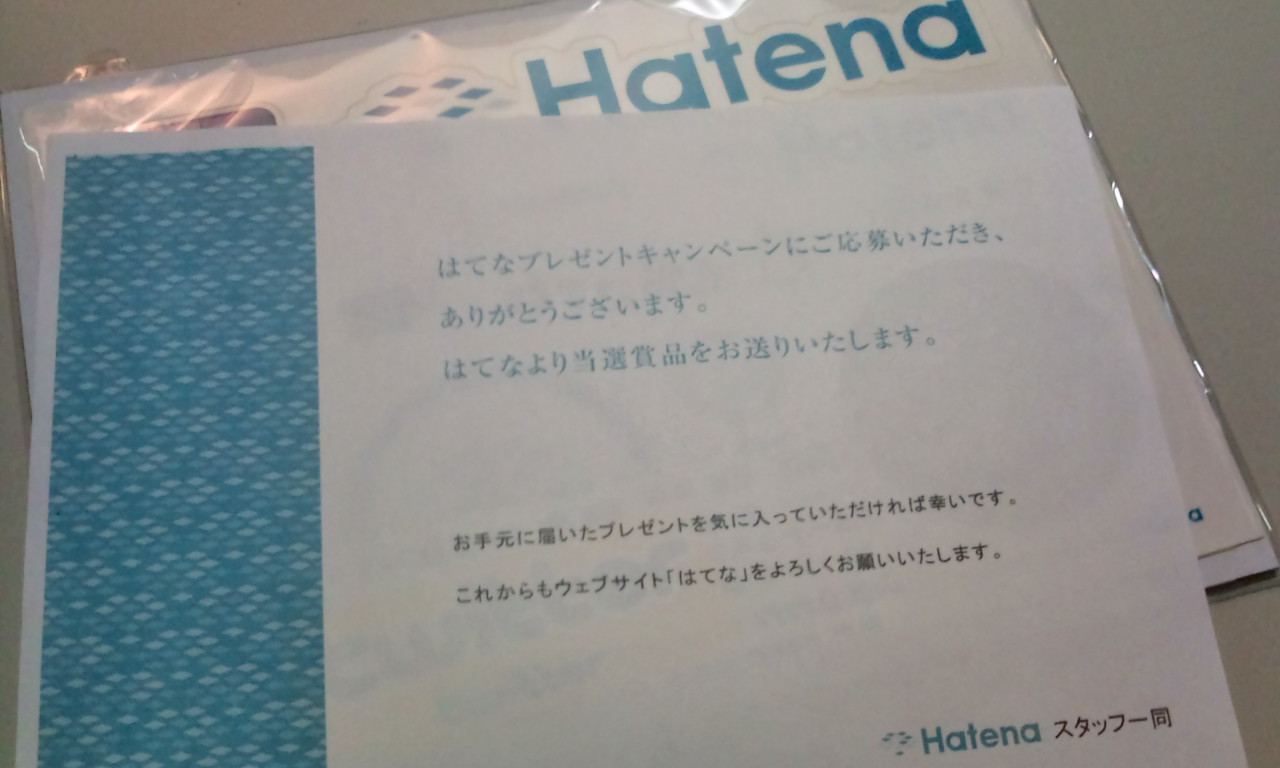 Hatena
はてなプレゼントキャンペーンにご応募いただき、
ありがとうございます。
はてなより当選賞品をお送りいたします。
お手元に届いたプレゼントを気に入っていただければ幸いです。
これからもウェブサイト「はてな」をよろしくお願いいたします。
Hatena スタッフ一同